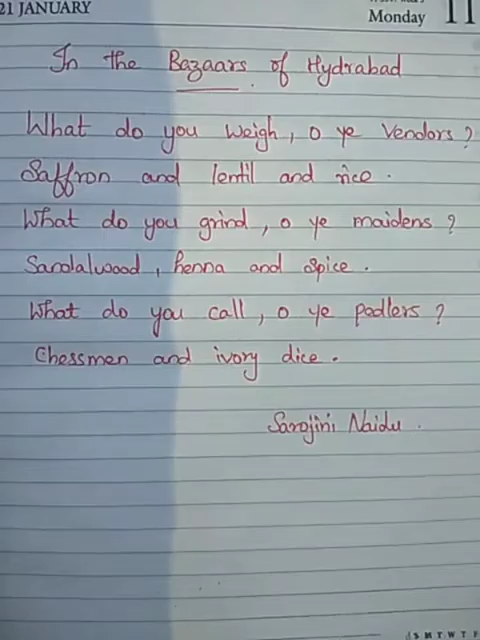 21 JANUARY
Monday 11
In the Bazaars of Hydrabad
What do you weigh, o ye vendors?
Saffron and lentil and rice.
What do you grind, o ye maidens?
Sandalwood, henna and spice.
What do you call, o ye pedlers?
Chessmen and ivory dice.
Sarojini Naidu.
S M T W T F